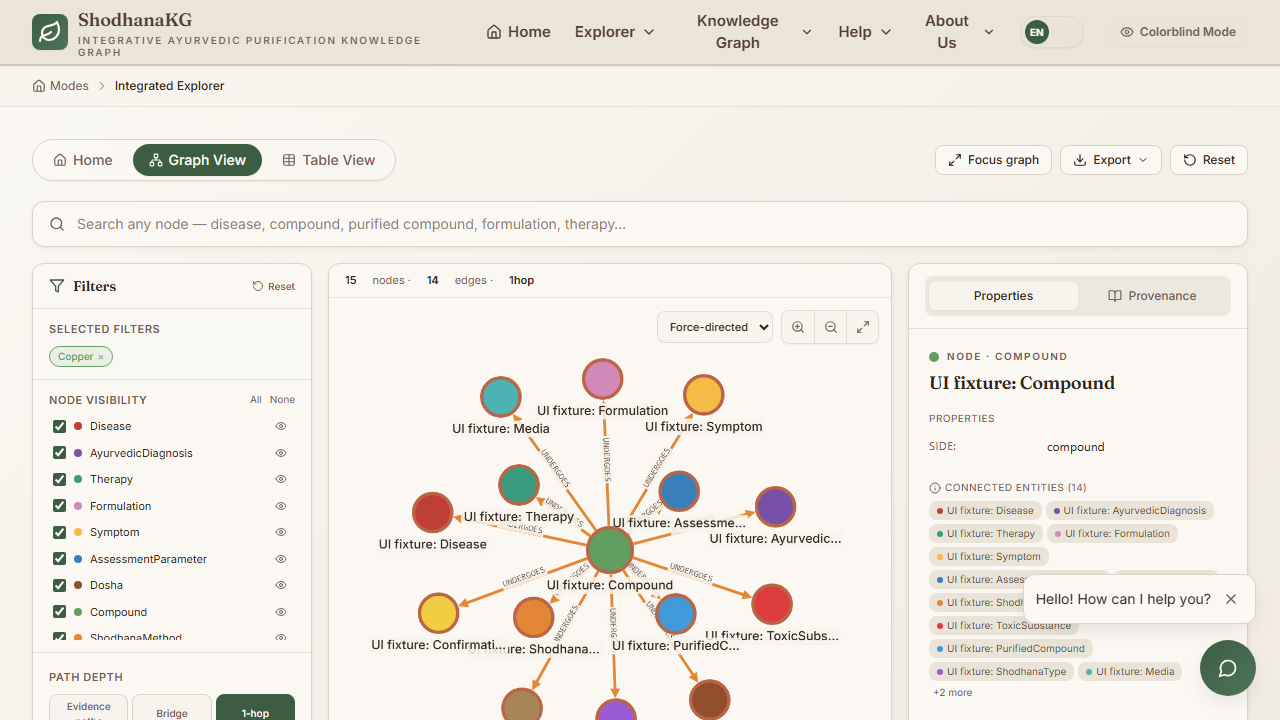 ShodhanaKG
INTEGRATIVE AYURVEDIC PURIFICATION KNOWLEDGE
GRAPH
Home
Explorer
Knowledge
Graph
Help
About
Us
EN
Colorblind Mode
Modes
Integrated Explorer
Home
Graph View
Table View
Focus graph
Export
Reset
Search any node — disease, compound, purified compound, formulation, therapy...
Filters
Reset
SELECTED FILTERS
Copper ×
NODE VISIBILITY
All None
Disease
AyurvedicDiagnosis
Therapy
Formulation
Symptom
AssessmentParameter
Dosha
Compound
ShodhanaMethod
PATH DEPTH
Evidence
Bridge
1-hop
15 nodes · 14 edges · 1hop
Force-directed
UI fixture: Formulation
UI fixture: Media
UI fixture: Symptom
UNDERGOES
UNDERGOES
UNDERGOES
UI fixture: Therapy
UI fixture: Assessme...
UI fixture: Disease
UI fixture: Ayurvedic...
UNDERGOES
UNDERGOES
UI fixture: Compound
UI fixture: Confirmati...
UI fixture: PurifiedC...
UI fixture: ToxicSubs...
Properties
Provenance
NODE · COMPOUND
UI fixture: Compound
PROPERTIES
SIDE: compound
CONNECTED ENTITIES (14)
UI fixture: Disease
UI fixture: AyurvedicDiagnosis
UI fixture: Therapy
UI fixture: Formulation
UI fixture: Symptom
UI fixture:
UI fixture:
UI fixture: ToxicSubstance
UI fixture: PurifiedCompound
UI fixture: ShodhanaType
UI fixture: Media
+2 more
Hello! How can I help you?